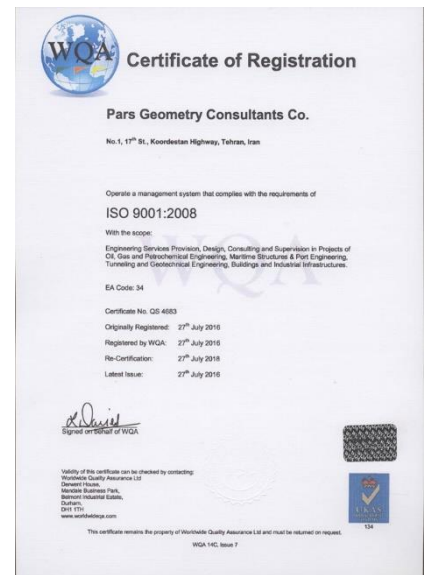 WQA
Certificate of Registration
Pars Geometry Consultants Co.
No.1, 17th St., Koordestan Highway, Tehran, Iran
Operate a management system that complies with the requirements of
ISO 9001:2008
With the scope:
Engineering Services Provision, Design, Consulting and Supervision in Projects of
Oil, Gas and Petrochemical Engineering, Maritime Structures & Port Engineering,
Tunneling and Geotechnical Engineering, Buildings and Industrial Infrastructures.
EA Code: 34
Certificate No. QS 4683
Originally Registered: 27th July 2016
Registered by WQA: 27th July 2016
Re-Certification: 27th July 2018
Latest Issue: 27th July 2016
Signed on behalf of WQA
Validity of this certificate can be checked by contacting:
Worldwide Quality Assurance Ltd
Derwent House,
Mandale Business Park,
Belmont Industrial Estate,
Durham,
DH1 1TH
www.worldwideqa.com
UKAS
134
This certificate remains the property of Worldwide Quality Assurance Ltd and must be returned on request.
WQA 14C, Issue 7